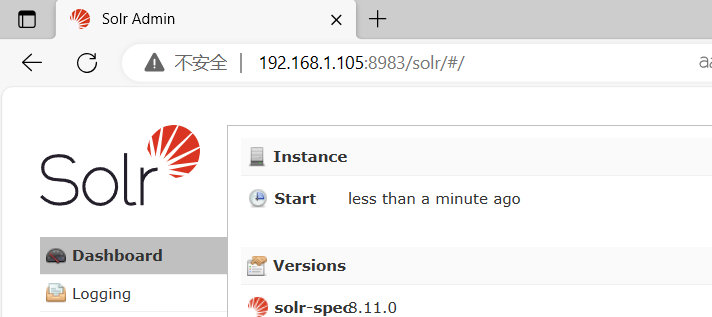 Solr Admin
不安全 192.168.1.105:8983/solr/#/
Solr
Instance
Start less than a minute ago
Dashboard
Versions
Logging
solr-spec 8.11.0